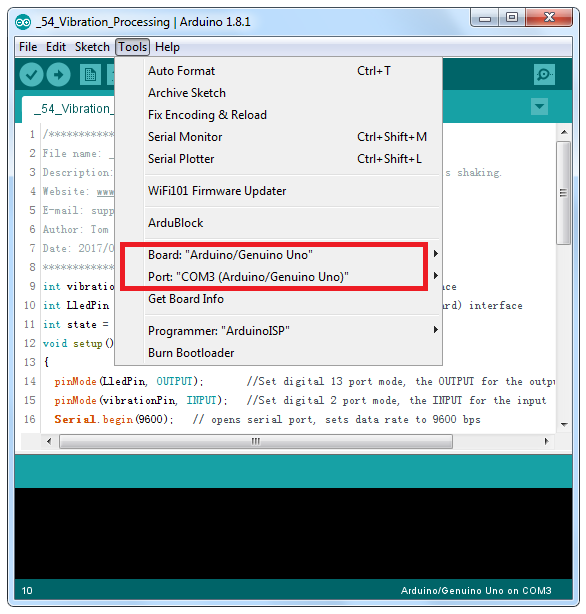 _54_Vibration_Processing | Arduino 1.8.1
File Edit Sketch Tools Help
Auto Format Ctrl+T
Archive Sketch
Fix Encoding & Reload
Serial Monitor Ctrl+Shift+M
Serial Plotter Ctrl+Shift+L
WiFi101 Firmware Updater
ArduBlock
Board: "Arduino/Genuino Uno"
Port: "COM3 (Arduino/Genuino Uno)"
Get Board Info
Programmer: "ArduinoISP"
Burn Bootloader
_54_Vibration_
1 /************
2 File name: _
3 Description: s shaking.
4 Website: www
5 E-mail: supp
6 Author: Tom
7 Date: 2017/0
8 ************
9 int vibratio ace
10 int LledPin ard) interface
11 int state =
12 void setup()
13 {
14 pinMode(LledPin, OUTPUT); //Set digital 13 port mode, the OUTPUT for the outpu
15 pinMode(vibrationPin, INPUT); //Set digital 2 port mode, the INPUT for the input
16 Serial.begin(9600); // opens serial port, sets data rate to 9600 bps
10 Arduino/Genuino Uno on COM3